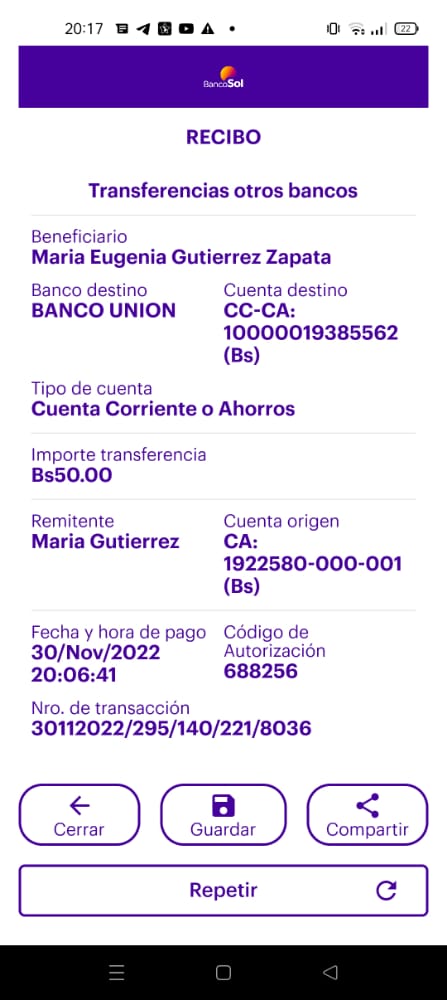 20:17
22
BancoSol
RECIBO
Transferencias otros bancos
Beneficiario
Maria Eugenia Gutierrez Zapata
Banco destino
BANCO UNION
Cuenta destino
CC-CA:
10000019385562
(Bs)
Tipo de cuenta
Cuenta Corriente o Ahorros
Importe transferencia
Bs50.00
Remitente
Maria Gutierrez
Cuenta origen
CA:
1922580-000-001
(Bs)
Fecha y hora de pago
30/Nov/2022
20:06:41
Código de
Autorización
688256
Nro. de transacción
30112022/295/140/221/8036
Cerrar
Guardar
Compartir
Repetir